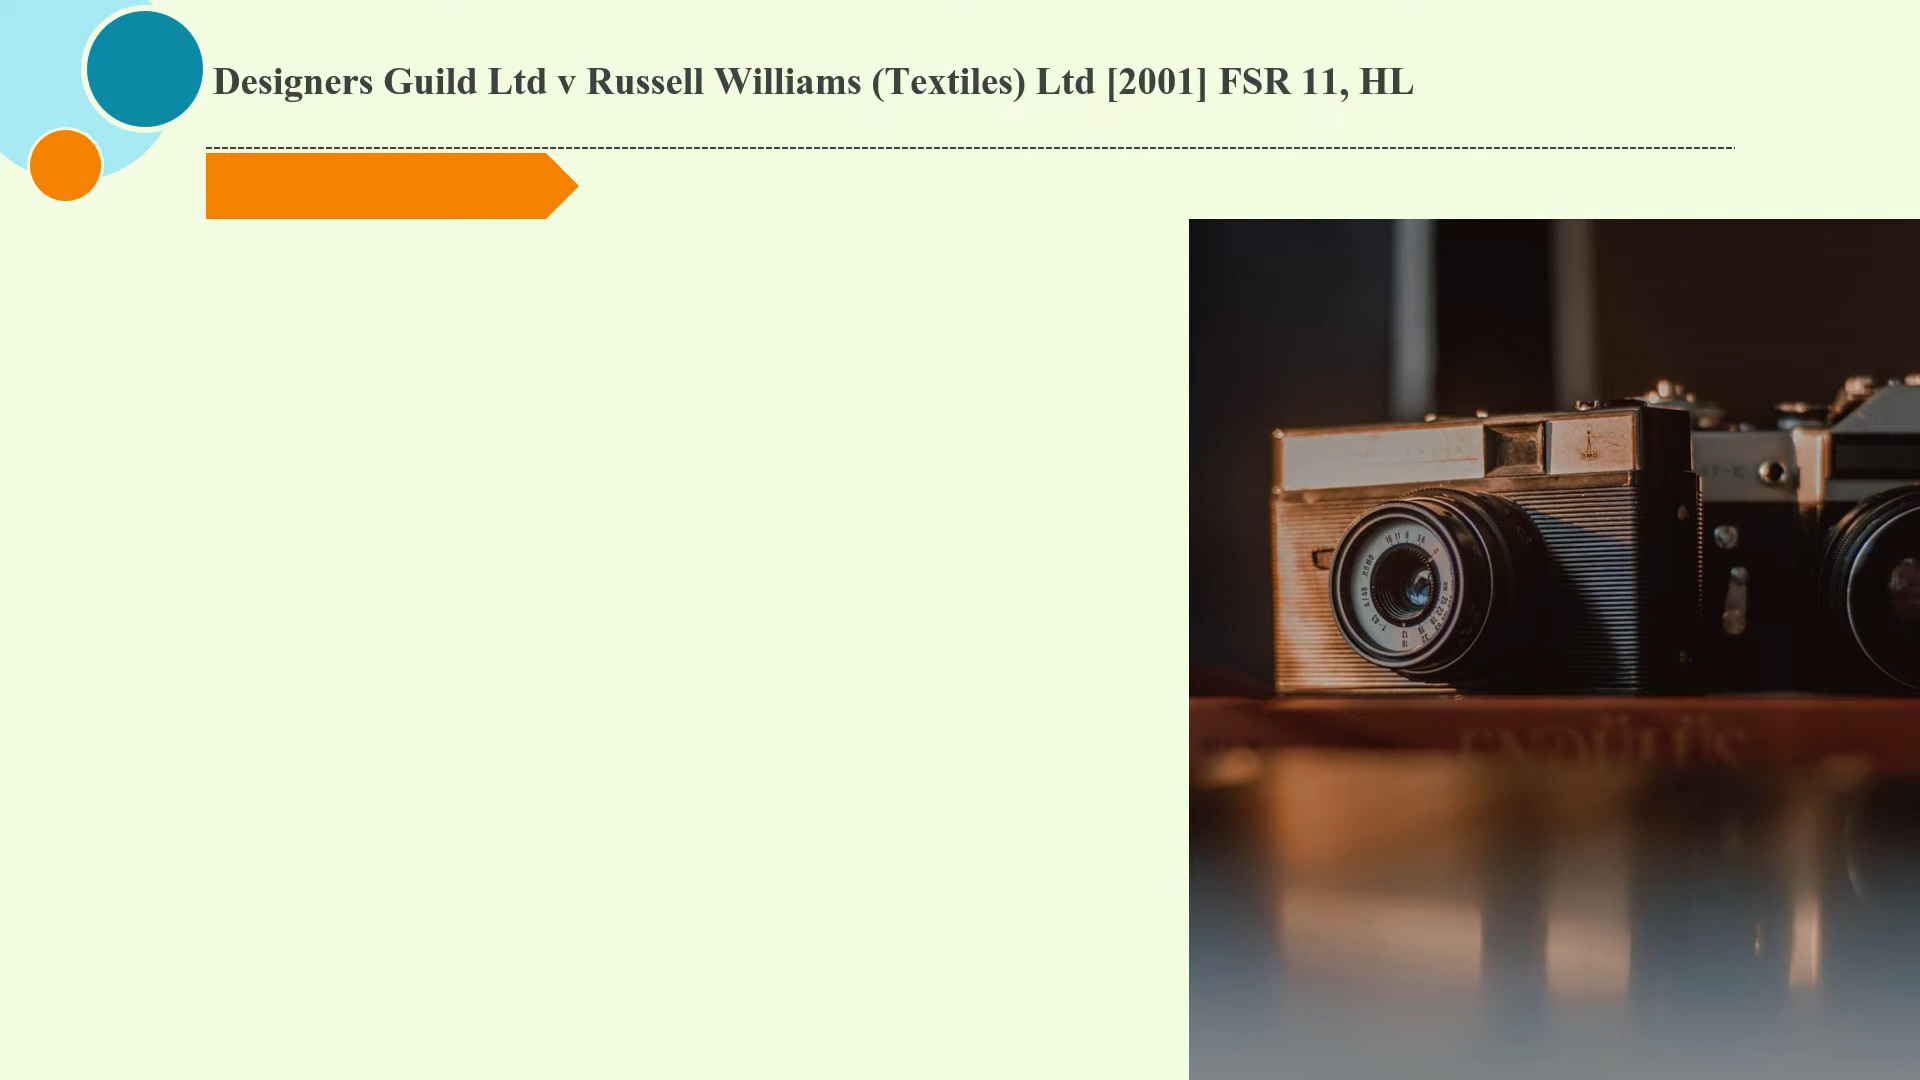 Designers Guild Ltd v Russell Williams (Textiles) Ltd [2001] FSR 11, HL